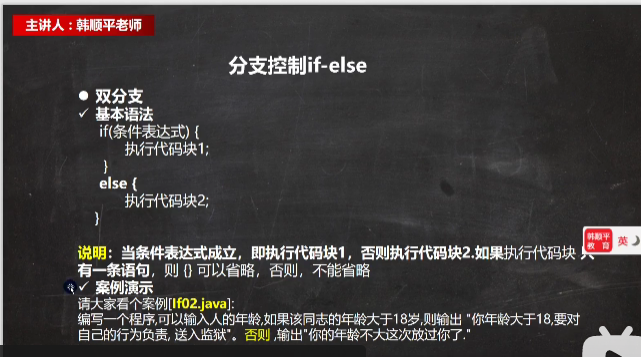 主讲人：韩顺平老师
分支控制if-else
● 双分支
✓ 基本语法
if(条件表达式) {
执行代码块1;
}
else {
执行代码块2;
}
说明：当条件表达式成立，即执行代码块1，否则执行代码块2.如果执行代码块 只
有一条语句，则 {} 可以省略，否则，不能省略
✓ 案例演示
请大家看个案例[If02.java]:
编写一个程序,可以输入人的年龄,如果该同志的年龄大于18岁,则输出 "你年龄大于18,要对
自己的行为负责, 送入监狱"。否则 ,输出"你的年龄不大这次放过你了."
韩顺平
教育
英